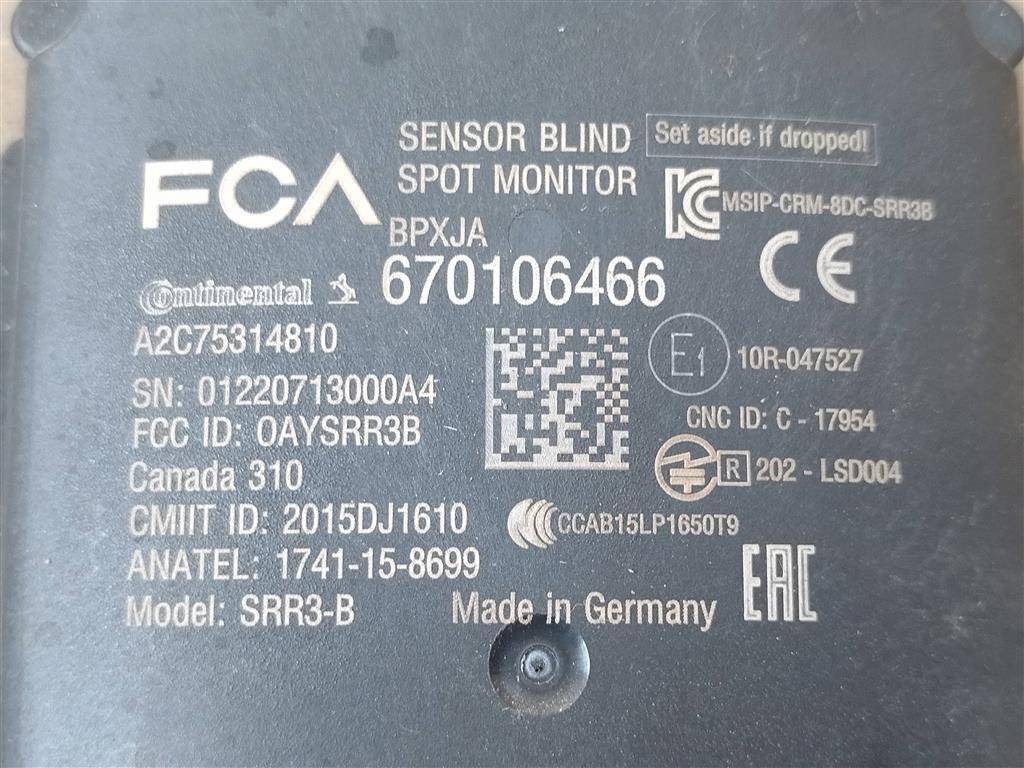 FCA
SENSOR BLIND
SPOT MONITOR
Set aside if dropped!
MSIP-CRM-8DC-SRR3B
BPXJA
CE
Continental
670106466
A2C75314810
E1
10R-047527
SN: 01220713000A4
CNC ID: C - 17954
FCC ID: OAYSRR3B
R 202 - LSD004
Canada 310
CMIIT ID: 2015DJ1610
CCAB15LP1650T9
ANATEL: 1741-15-8699
EAC
Model: SRR3-B
Made in Germany